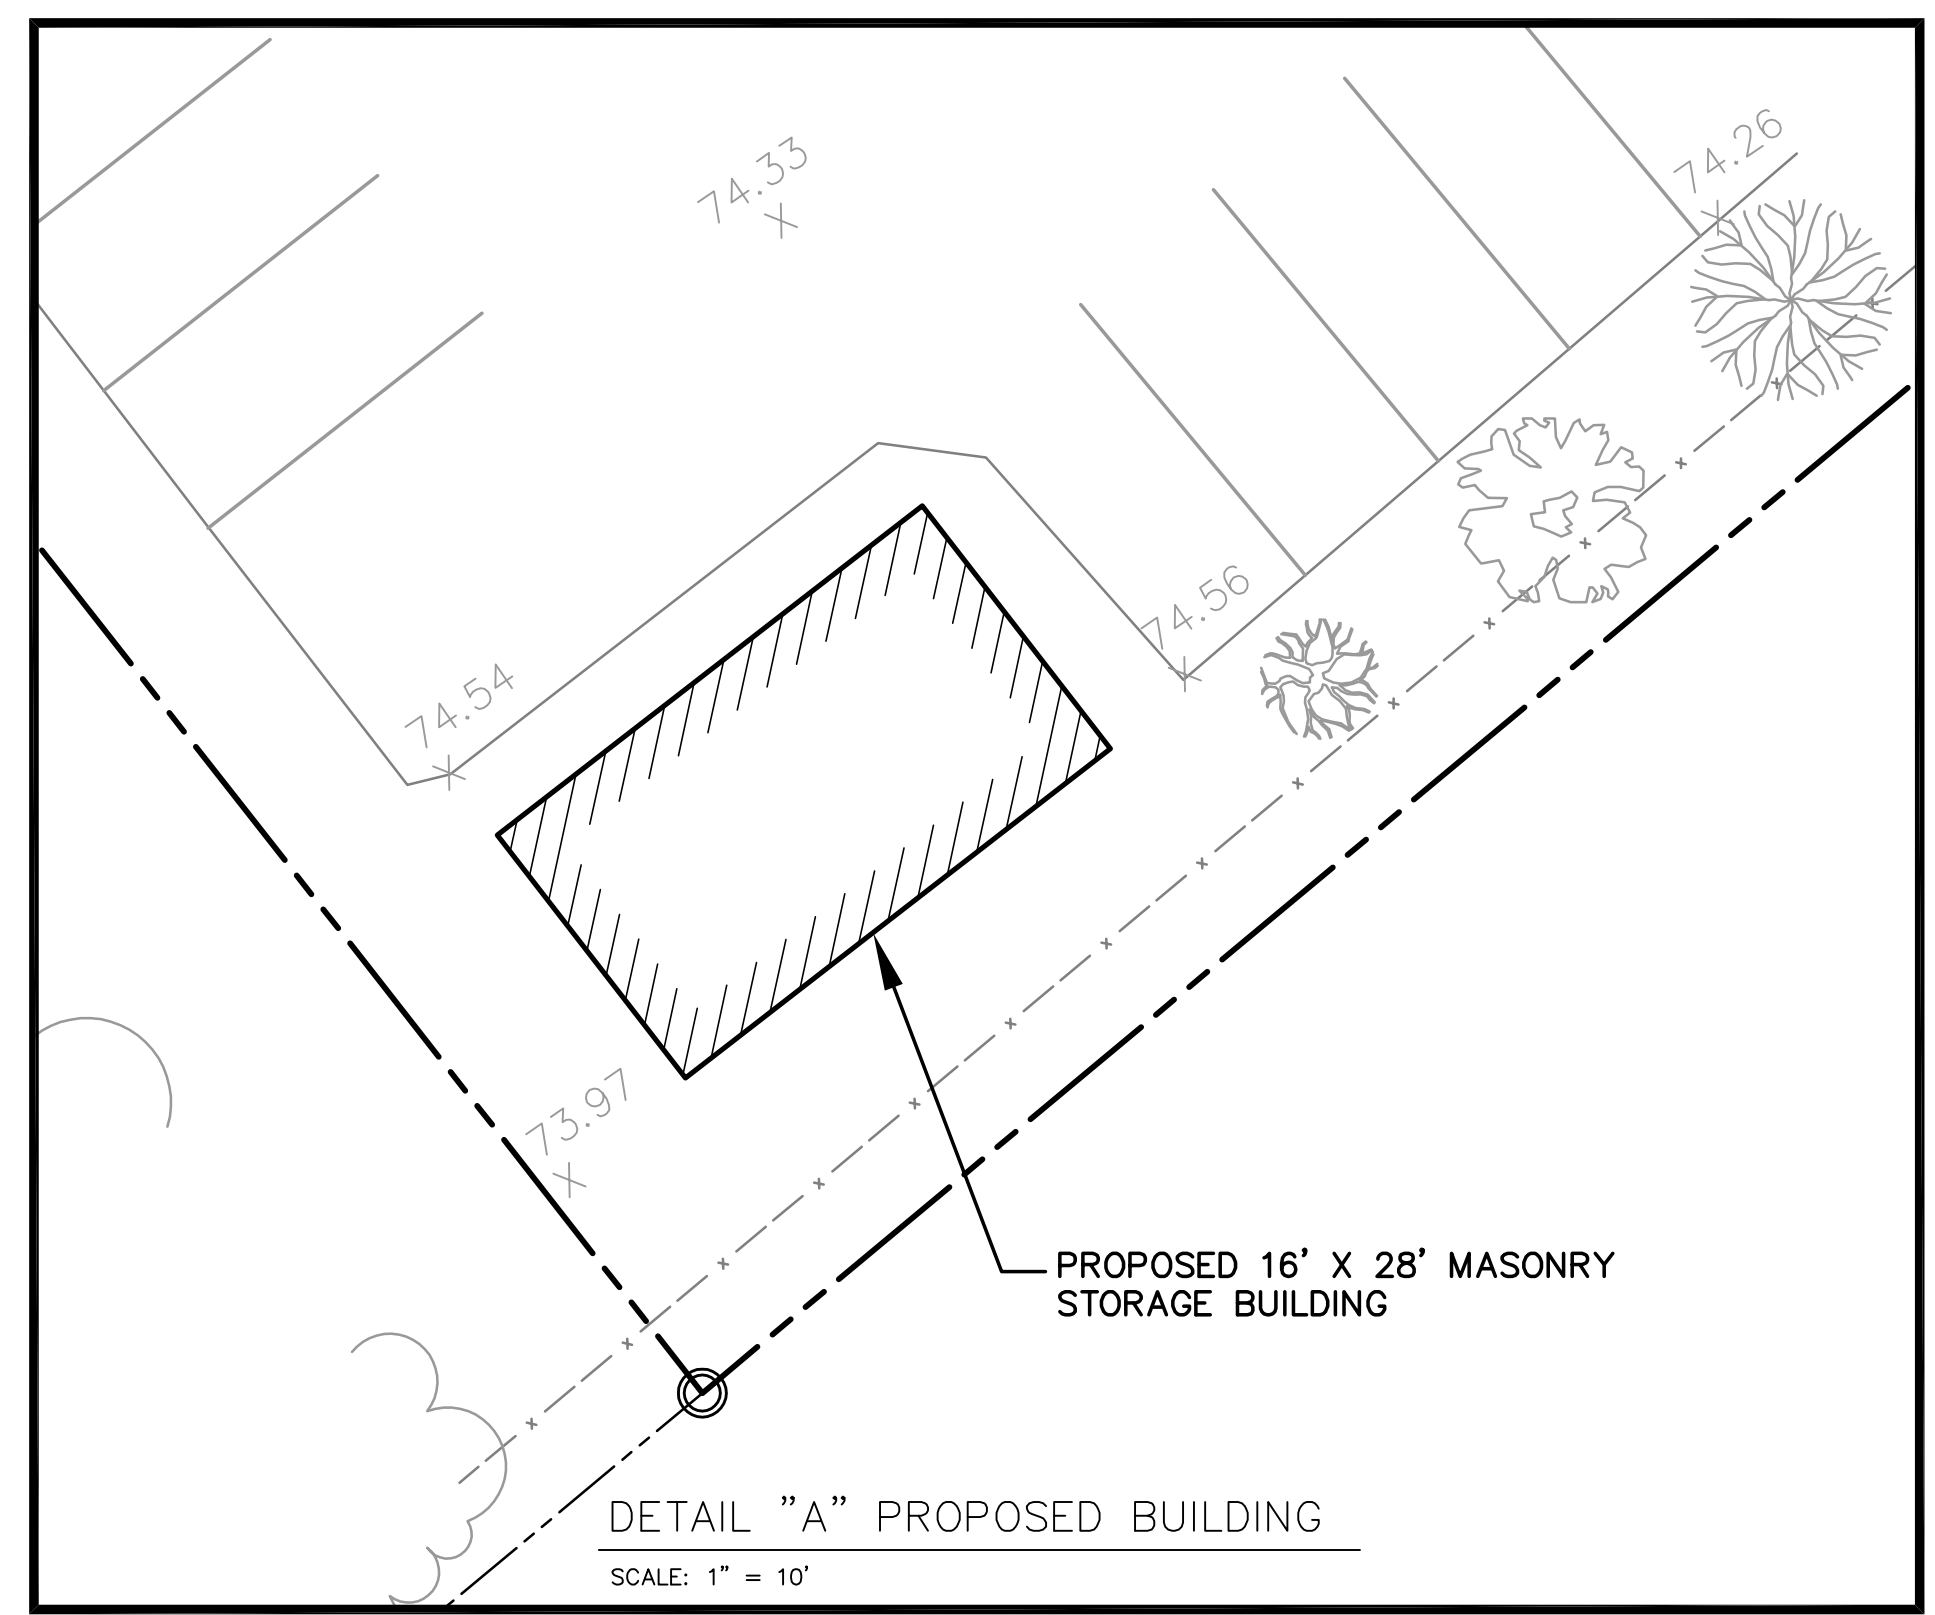 74.33
74.26
74.56
74.54
73.97
PROPOSED 16' X 28' MASONRY
STORAGE BUILDING
DETAIL "A" PROPOSED BUILDING
SCALE: 1" = 10'